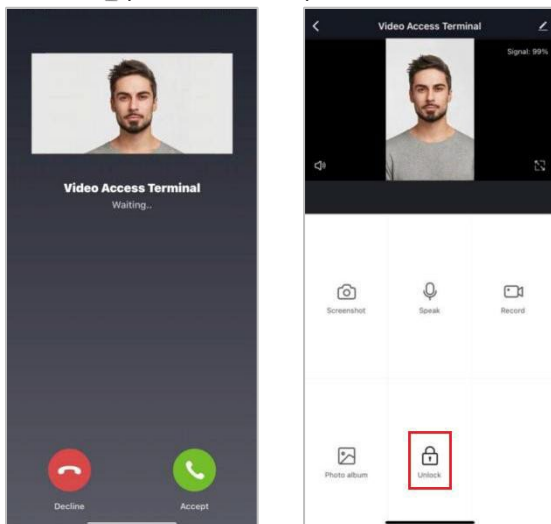 Video Access Terminal
Waiting..
Decline
Accept
Video Access Terminal
Signal: 99%
Screenshot
Speak
Record
Photo album
Unlock